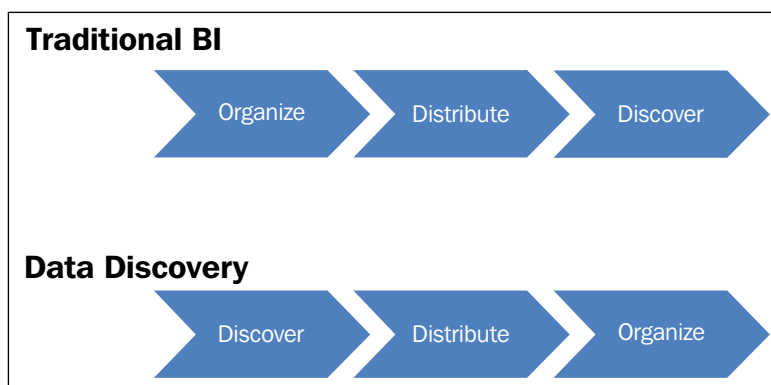 Traditional BI
Organize Distribute Discover
Data Discovery
Discover Distribute Organize